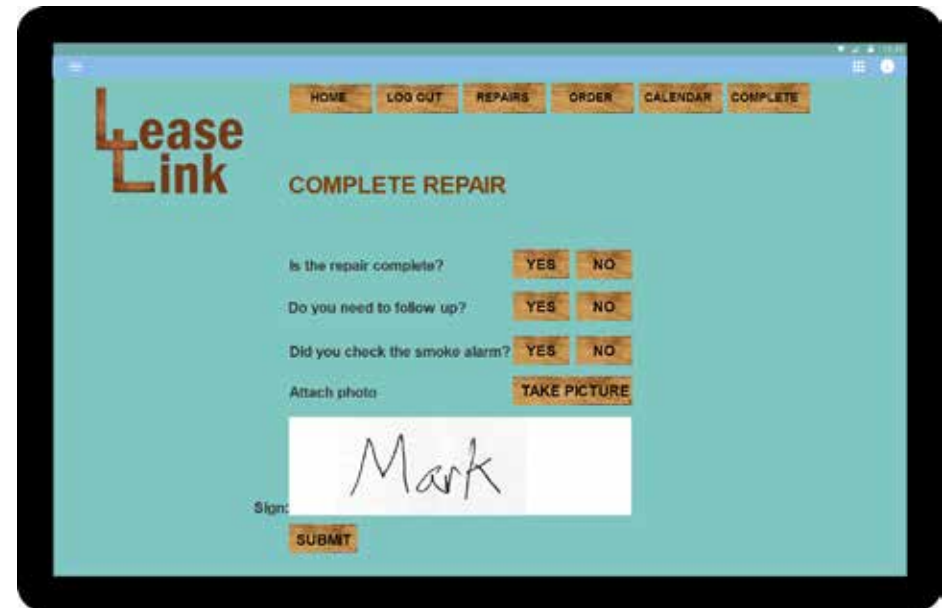 HOME LOG OUT REPAIRS ORDER CALENDAR COMPLETE
Lease
Link
COMPLETE REPAIR
Is the repair complete? YES NO
Do you need to follow up? YES NO
Did you check the smoke alarm? YES NO
Attach photo TAKE PICTURE
Mark
Sign:
SUBMIT